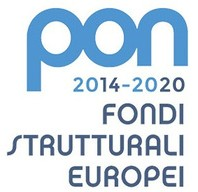 pon
2014-2020
FONDI
STRUTTURALI
EUROPEI